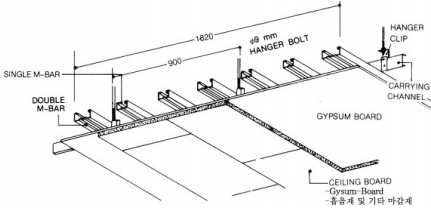 1820
HANGER
CLIP
ø9 mm
HANGER BOLT
900
SINGLE M-BAR
DOUBLE
M-BAR
CARRYING
CHANNEL
GYPSUM BOARD
CEILING BOARD
-Gysum-Board
-흡음재 및 기타 마감재